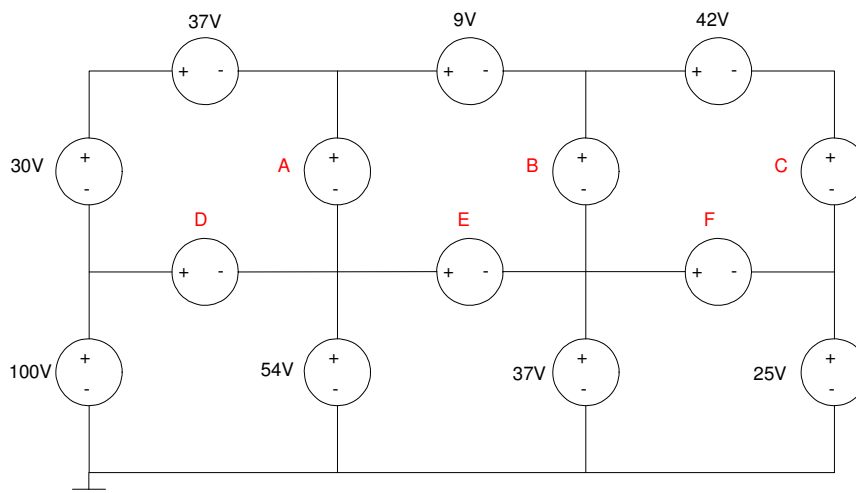 37V 9V 42V
+ - + - + -
30V + - A + - B + - C + -
D E F
+ - + - + -
100V + - 54V + - 37V + - 25V + -